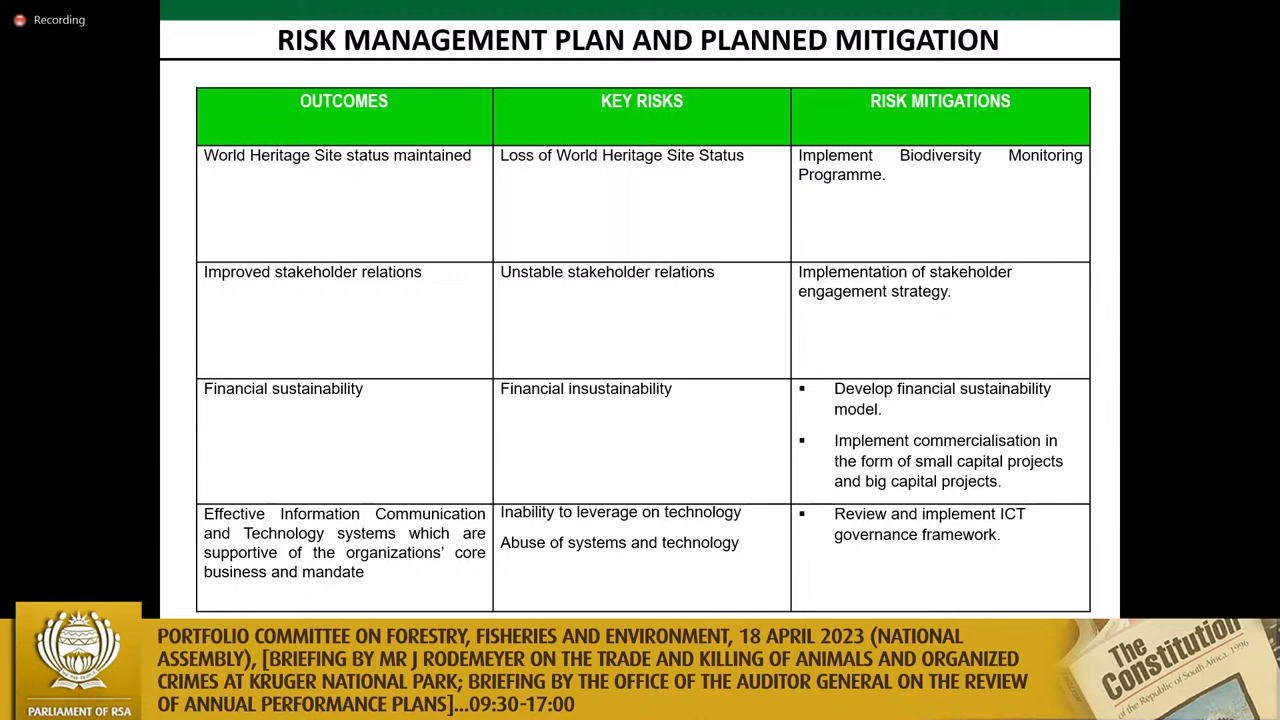 Recording
RISK MANAGEMENT PLAN AND PLANNED MITIGATION
OUTCOMES
KEY RISKS
RISK MITIGATIONS
World Heritage Site status maintained
Loss of World Heritage Site Status
Implement Biodiversity Monitoring
Programme.
Improved stakeholder relations
Unstable stakeholder relations
Implementation of stakeholder
engagement strategy.
Financial sustainability
Financial insustainability
▪ Develop financial sustainability
model.
▪ Implement commercialisation in
the form of small capital projects
and big capital projects.
Effective Information Communication
and Technology systems which are
supportive of the organizations’ core
business and mandate
Inability to leverage on technology
Abuse of systems and technology
▪ Review and implement ICT
governance framework.
PARLIAMENT OF RSA
PORTFOLIO COMMITTEE ON FORESTRY, FISHERIES AND ENVIRONMENT, 18 APRIL 2023 (NATIONAL
ASSEMBLY), [BRIEFING BY MR J RODEMEYER ON THE TRADE AND KILLING OF ANIMALS AND ORGANIZED
CRIMES AT KRUGER NATIONAL PARK; BRIEFING BY THE OFFICE OF THE AUDITOR GENERAL ON THE REVIEW
OF ANNUAL PERFORMANCE PLANS]...09:30-17:00
The
Constitution
of the Republic of South Africa, 1996